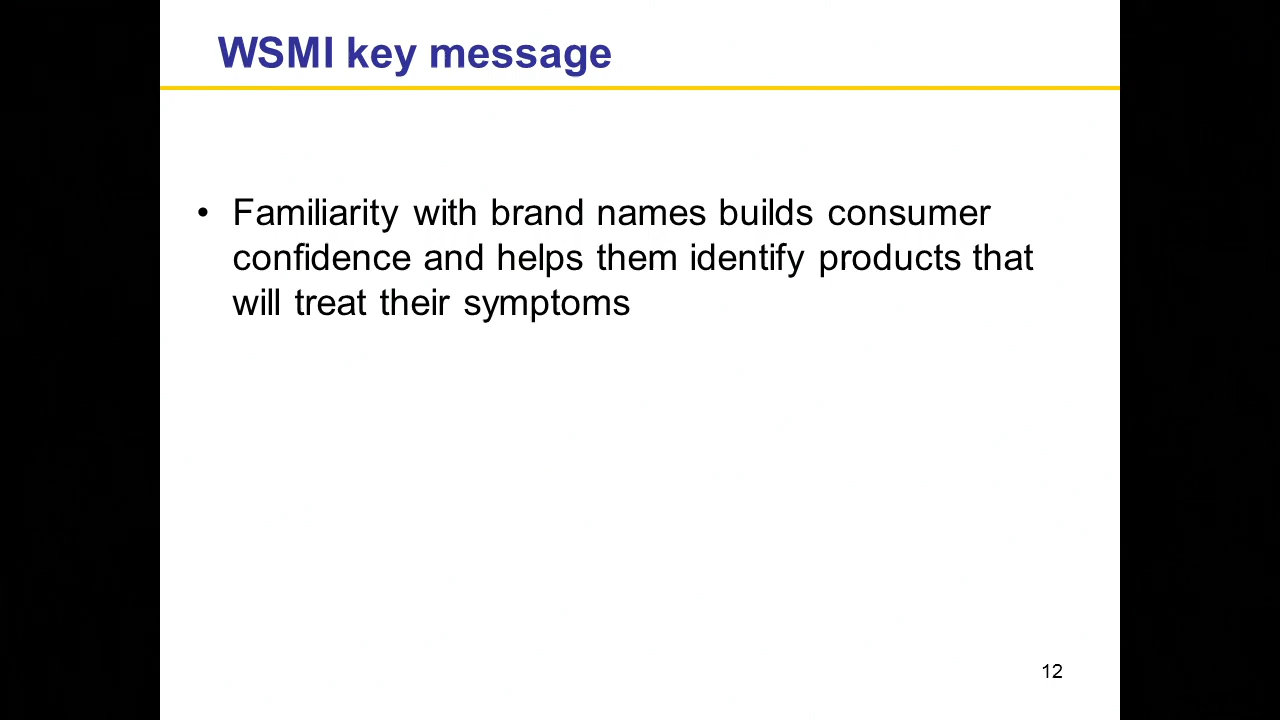 WSMI key message
• Familiarity with brand names builds consumer
confidence and helps them identify products that
will treat their symptoms
12